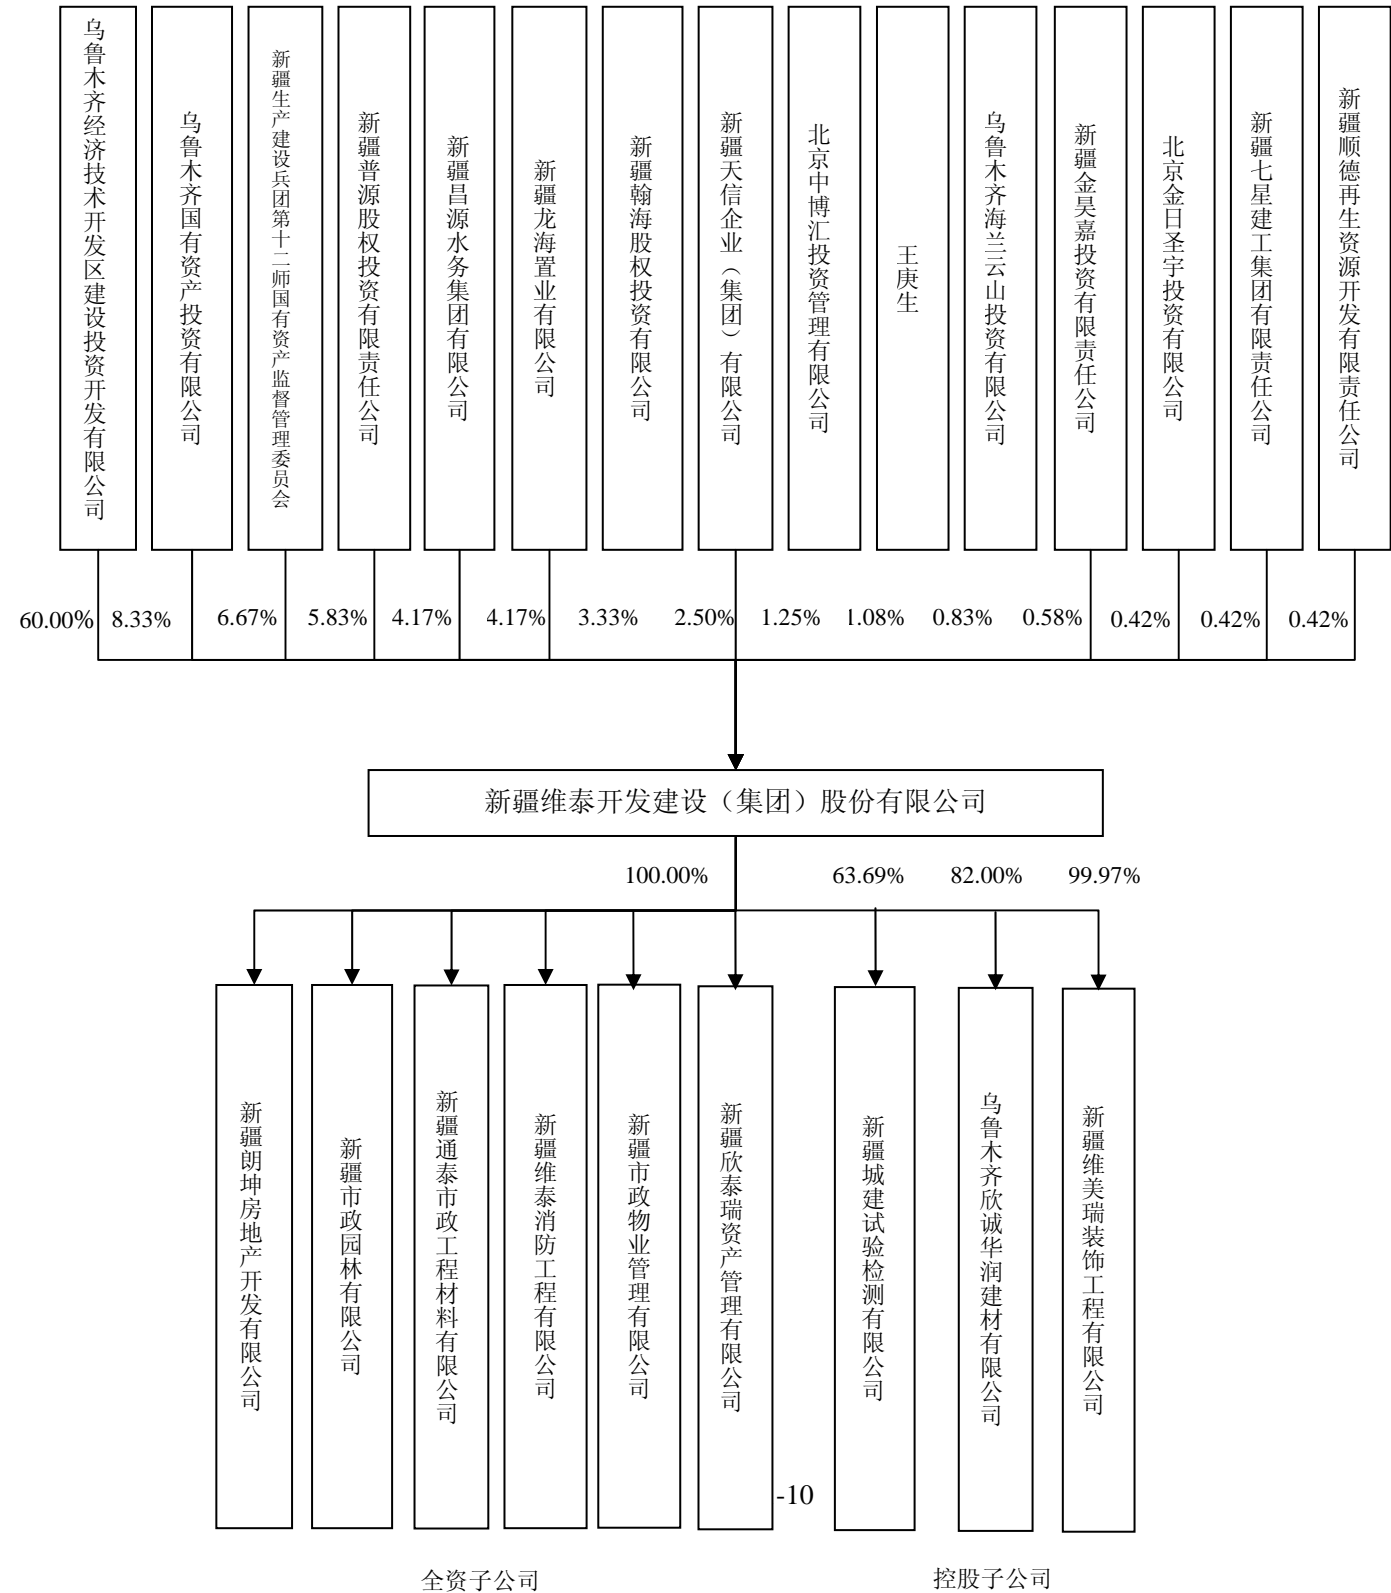 乌鲁木齐经济技术开发区建设投资开发有限公司
乌鲁木齐国有资产投资有限公司
新疆生产建设兵团第十二师国有资产监督管理委员会
新疆普源股权投资有限责任公司
新疆昌源水务集团有限公司
新疆龙海置业有限公司
新疆翰海股权投资有限公司
新疆天信企业（集团）有限公司
北京中博汇投资管理有限公司
王庚生
乌鲁木齐海兰云山投资有限公司
新疆金昊嘉投资有限责任公司
北京金日圣宇投资有限公司
新疆七星建工集团有限责任公司
新疆顺德再生资源开发有限责任公司
60.00% 8.33% 6.67% 5.83% 4.17% 4.17% 3.33% 2.50% 1.25% 1.08% 0.83% 0.58% 0.42% 0.42% 0.42%
新疆维泰开发建设（集团）股份有限公司
100.00% 63.69% 82.00% 99.97%
新疆朗坤房地产开发有限公司
新疆市政园林有限公司
新疆通泰市政工程材料有限公司
新疆维泰消防工程有限公司
新疆市政物业管理有限公司
新疆欣泰瑞资产管理有限公司
新疆城建试验检测有限公司
乌鲁木齐欣诚华润建材有限公司
新疆维美瑞装饰工程有限公司
-10
全资子公司 控股子公司